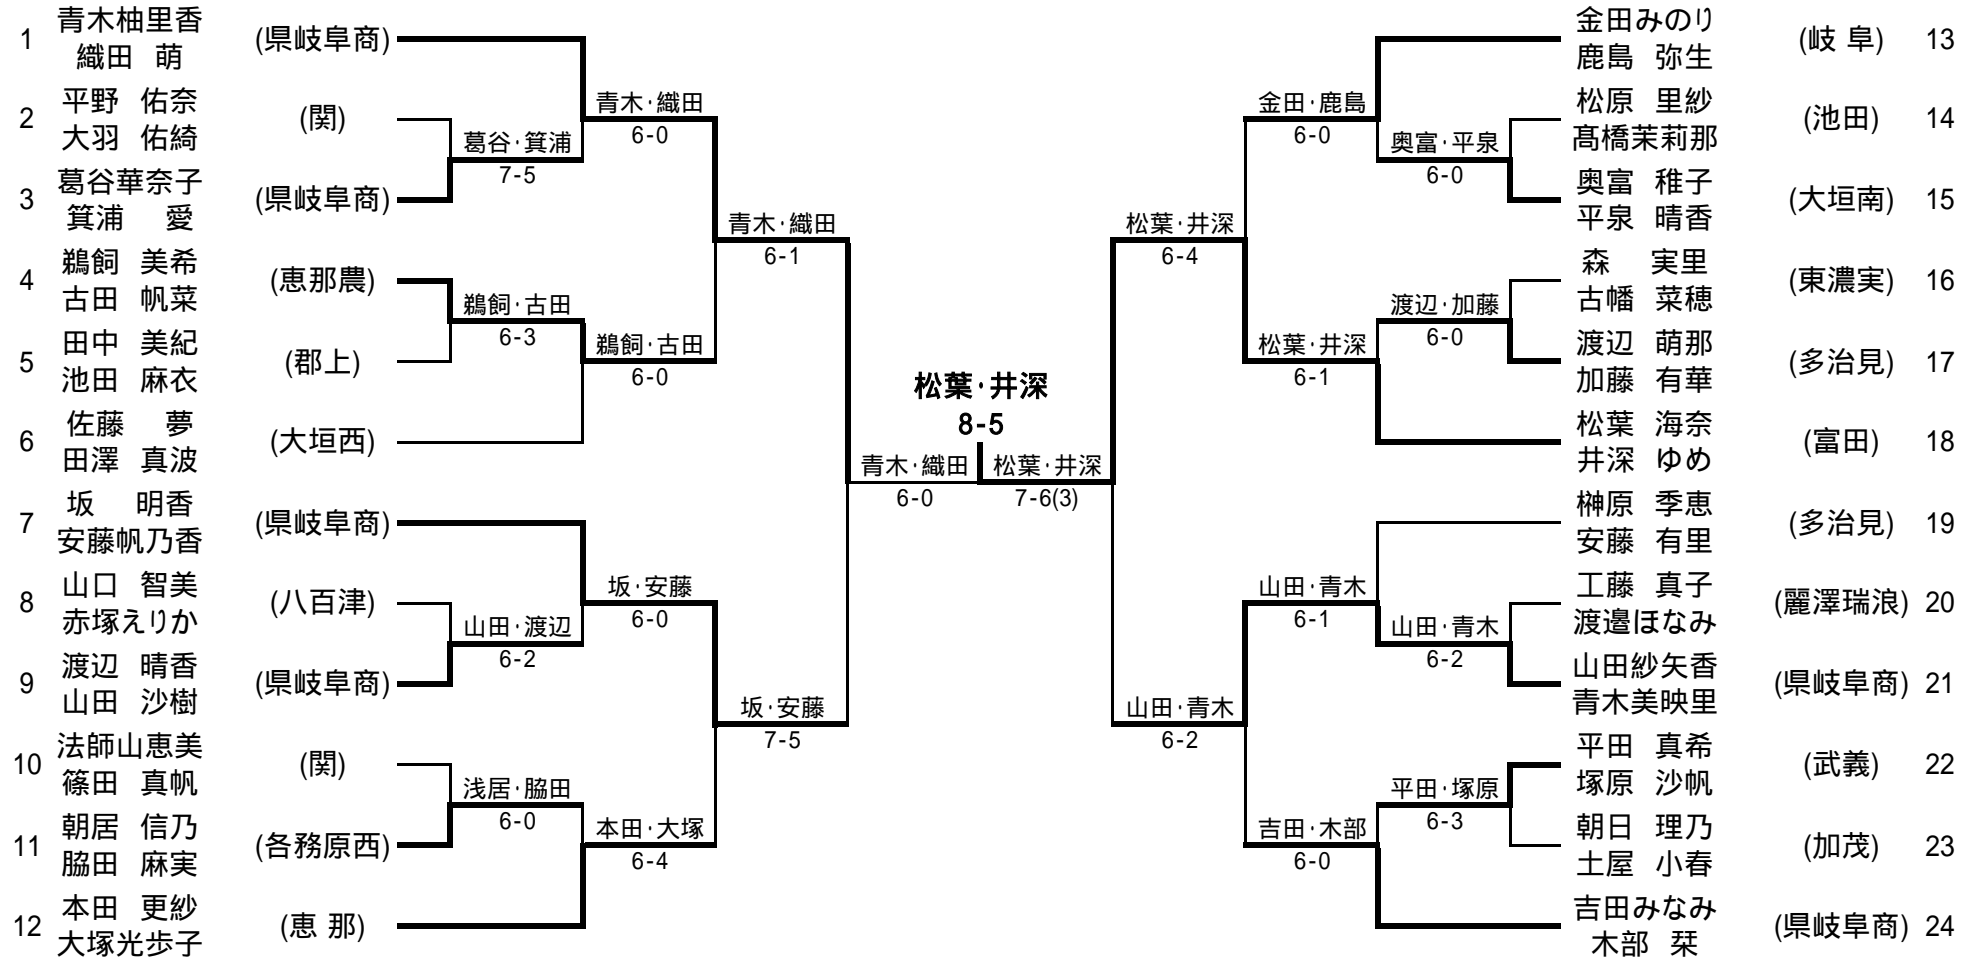 1 青木柚里香 (県岐阜商)
織田 萌
2 平野 佑奈 (関)
大羽 佑綺
3 葛谷華奈子 (県岐阜商)
箕浦 愛
4 鵜飼 美希 (恵那農)
古田 帆菜
5 田中 美紀 (郡上)
池田 麻衣
6 佐藤 夢 (大垣西)
田澤 真波
7 坂 明香 (県岐阜商)
安藤帆乃香
8 山口 智美 (八百津)
赤塚えりか
9 渡辺 晴香 (県岐阜商)
山田 沙樹
10 法師山恵美 (関)
篠田 真帆
11 朝居 信乃 (各務原西)
脇田 麻実
12 本田 更紗 (恵 那)
大塚光歩子
葛谷·箕浦
7-5
鵜飼·古田
6-3
山田·渡辺
6-2
浅居·脇田
6-0
青木·織田
6-0
鵜飼·古田
6-0
坂·安藤
6-0
本田·大塚
6-4
青木·織田
6-1
坂·安藤
7-5
青木·織田
6-0
松葉·井深
8-5
松葉·井深
7-6(3)
松葉·井深
6-4
山田·青木
6-2
金田·鹿島
6-0
松葉·井深
6-1
山田·青木
6-1
吉田·木部
6-0
奥富·平泉
6-0
渡辺·加藤
6-0
山田·青木
6-2
平田·塚原
6-3
金田みのり (岐 阜) 13
鹿島 弥生
松原 里紗 (池田) 14
髙橋茉莉那
奥富 稚子 (大垣南) 15
平泉 晴香
森 実里 (東濃実) 16
古幡 菜穂
渡辺 萌那 (多治見) 17
加藤 有華
松葉 海奈 (富田) 18
井深 ゆめ
榊原 季恵 (多治見) 19
安藤 有里
工藤 真子 (麗澤瑞浪) 20
渡邉ほなみ
山田紗矢香 (県岐阜商) 21
青木美映里
平田 真希 (武義) 22
塚原 沙帆
朝日 理乃 (加茂) 23
土屋 小春
吉田みなみ (県岐阜商) 24
木部 栞